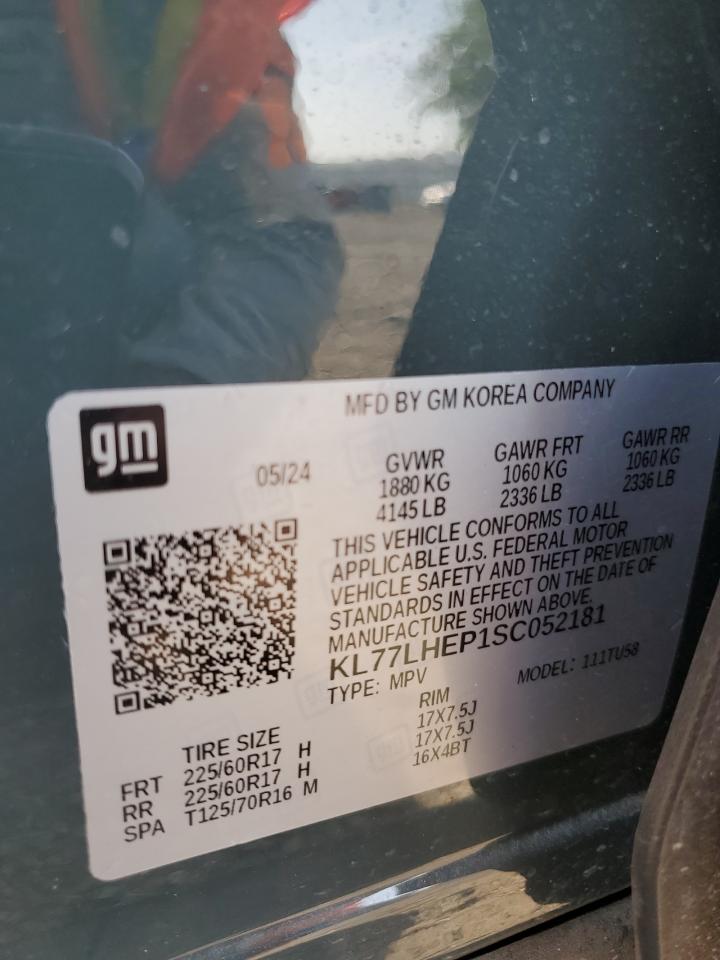 MFD BY GM KOREA COMPANY
gm
05/24
GVWR
1880 KG
4145 LB
GAWR FRT
1060 KG
2336 LB
GAWR RR
1060 KG
2336 LB
THIS VEHICLE CONFORMS TO ALL
APPLICABLE U.S. FEDERAL MOTOR
VEHICLE SAFETY AND THEFT PREVENTION
STANDARDS IN EFFECT ON THE DATE OF
MANUFACTURE SHOWN ABOVE.
KL77LHEP1SC052181
TYPE: MPV
MODEL: 111TU58
TIRE SIZE
RIM
FRT 225/60R17 H 17X7.5J
RR 225/60R17 H 17X7.5J
SPA T125/70R16 M 16X4BT